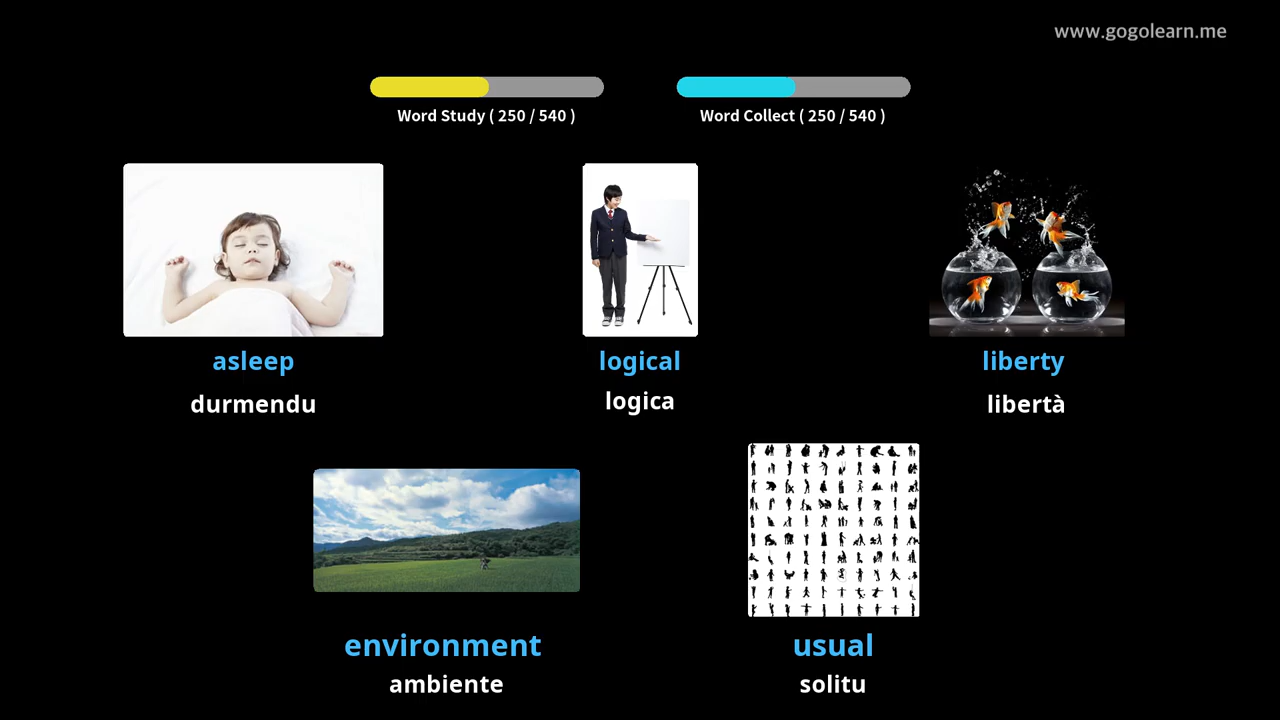 www.gogolearn.me
Word Study ( 250 / 540 )
Word Collect ( 250 / 540 )
asleep
durmendu
logical
logica
liberty
libertà
environment
ambiente
usual
solitu